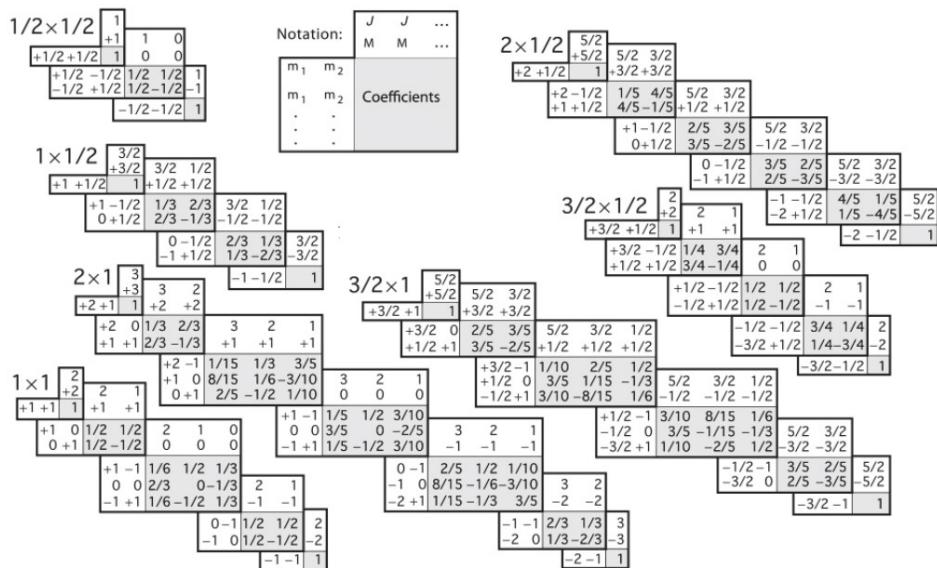 1/2×1/2
1
+1
1 0
+1/2 +1/2 1 0 0
+1/2 −1/2 1/2 1/2 1
−1/2 +1/2 1/2 −1/2 −1
−1/2 −1/2 1
Notation:
J J ...
M M ...
m1 m2
m1 m2 Coefficients
. .
. .
. .
2×1/2
5/2
+5/2
5/2 3/2
+2 +1/2 1 +3/2 +3/2
+2 −1/2 1/5 4/5 5/2 3/2
+1 +1/2 4/5 −1/5 +1/2 +1/2
+1 −1/2 2/5 3/5 5/2 3/2
0 +1/2 3/5 −2/5 −1/2 −1/2
0 −1/2 3/5 2/5 5/2 3/2
−1 +1/2 2/5 −3/5 −3/2 −3/2
−1 −1/2 4/5 1/5 5/2
−2 +1/2 1/5 −4/5 −5/2
−2 −1/2 1
1×1/2
3/2
+3/2
3/2 1/2
+1 +1/2 1 +1/2 +1/2
+1 −1/2 1/3 2/3 3/2 1/2
0 +1/2 2/3 −1/3 −1/2 −1/2
0 −1/2 2/3 1/3 3/2
−1 +1/2 1/3 −2/3 −3/2
−1 −1/2 1
3/2×1/2
2
+2
2 1
+3/2 +1/2 1 +1 +1
+3/2 −1/2 1/4 3/4 2 1
+1/2 +1/2 3/4 −1/4 0 0
+1/2 −1/2 1/2 1/2 2 1
−1/2 +1/2 1/2 −1/2 −1 −1
−1/2 −1/2 3/4 1/4 2
−3/2 +1/2 1/4 −3/4 −2
−3/2 −1/2 1
2×1
3
+3
3 2
+2 +1 1 +2 +2
+2 0 1/3 2/3 3 2 1
+1 +1 2/3 −1/3 +1 +1 +1
+2 −1 1/15 1/3 3/5
+1 0 8/15 1/6 −3/10 3 2 1
0 +1 2/5 −1/2 1/10 0 0 0
+1 −1 1/5 1/2 3/10
0 0 3/5 0 −2/5 3 2 1
−1 +1 1/5 −1/2 3/10 −1 −1 −1
0 −1 2/5 1/2 1/10
−1 0 8/15 −1/6 −3/10 3 2
−2 +1 1/15 −1/3 3/5 −2 −2
−1 −1 2/3 1/3 3
−2 0 1/3 −2/3 −3
−2 −1 1
3/2×1
5/2
+5/2
5/2 3/2
+3/2 +1 1 +3/2 +3/2
+3/2 0 2/5 3/5 5/2 3/2 1/2
+1/2 +1 3/5 −2/5 +1/2 +1/2 +1/2
+3/2 −1 1/10 2/5 1/2
+1/2 0 3/5 1/15 −1/3 5/2 3/2 1/2
−1/2 +1 3/10 −8/15 1/6 −1/2 −1/2 −1/2
+1/2 −1 3/10 8/15 1/6
−1/2 0 3/5 −1/15 −1/3 5/2 3/2
−3/2 +1 1/10 −2/5 1/2 −3/2 −3/2
−1/2 −1 3/5 2/5 5/2
−3/2 0 2/5 −3/5 −5/2
−3/2 −1 1
1×1
2
+2
2 1
+1 +1 1 +1 +1
+1 0 1/2 1/2 2 1 0
0 +1 1/2 −1/2 0 0 0
+1 −1 1/6 1/2 1/3
0 0 2/3 0 −1/3 2 1
−1 +1 1/6 −1/2 1/3 −1 −1
0 −1 1/2 1/2 2
−1 0 1/2 −1/2 −2
−1 −1 1